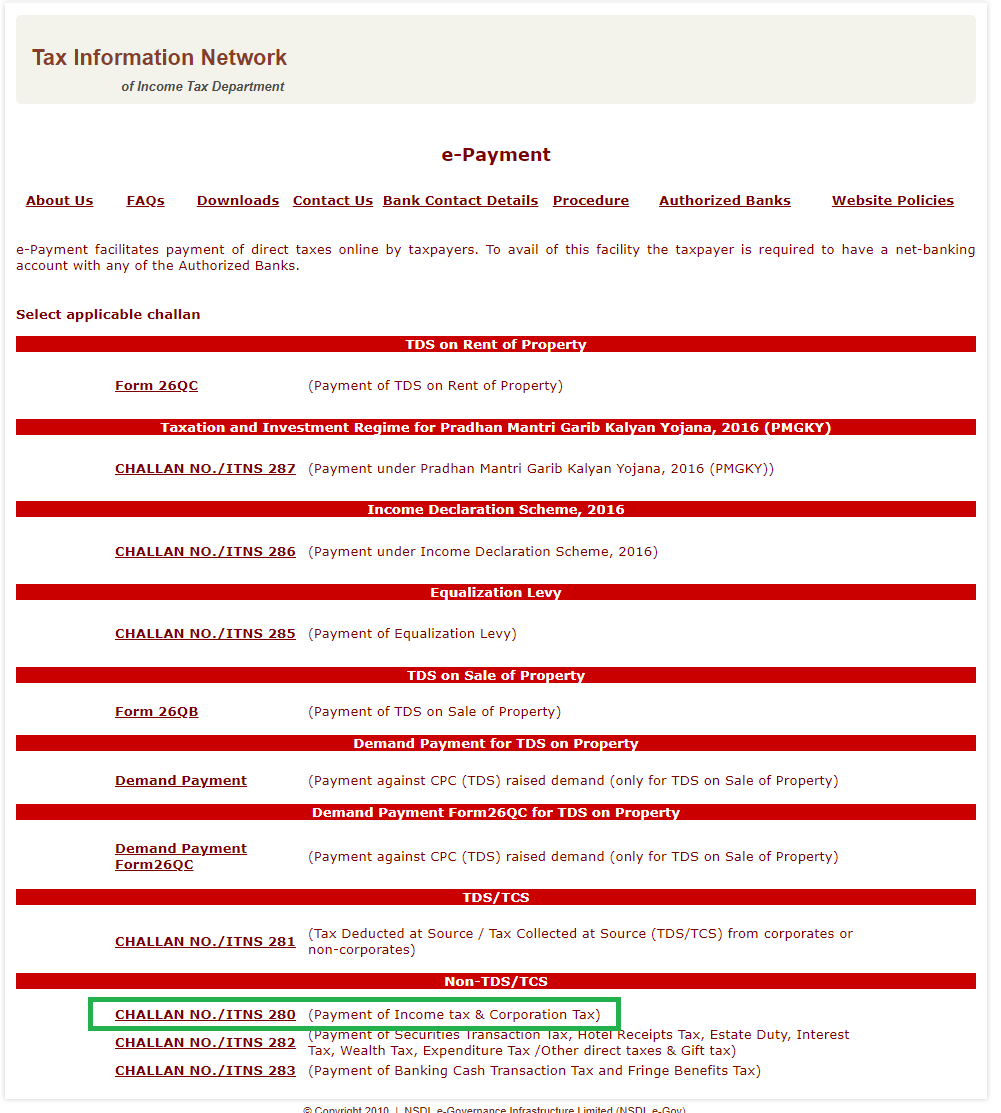 Tax Information Network
of Income Tax Department
e-Payment
About Us FAQs Downloads Contact Us Bank Contact Details Procedure Authorized Banks Website Policies
e-Payment facilitates payment of direct taxes online by taxpayers. To avail of this facility the taxpayer is required to have a net-banking
account with any of the Authorized Banks.
Select applicable challan
TDS on Rent of Property
Form 26QC (Payment of TDS on Rent of Property)
Taxation and Investment Regime for Pradhan Mantri Garib Kalyan Yojana, 2016 (PMGKY)
CHALLAN NO./ITNS 287 (Payment under Pradhan Mantri Garib Kalyan Yojana, 2016 (PMGKY))
Income Declaration Scheme, 2016
CHALLAN NO./ITNS 286 (Payment under Income Declaration Scheme, 2016)
Equalization Levy
CHALLAN NO./ITNS 285 (Payment of Equalization Levy)
TDS on Sale of Property
Form 26QB (Payment of TDS on Sale of Property)
Demand Payment for TDS on Property
Demand Payment (Payment against CPC (TDS) raised demand (only for TDS on Sale of Property)
Demand Payment Form26QC for TDS on Property
Demand Payment
Form26QC
(Payment against CPC (TDS) raised demand (only for TDS on Sale of Property)
TDS/TCS
CHALLAN NO./ITNS 281
(Tax Deducted at Source / Tax Collected at Source (TDS/TCS) from corporates or
non-corporates)
Non-TDS/TCS
CHALLAN NO./ITNS 280 (Payment of Income tax & Corporation Tax)
CHALLAN NO./ITNS 282
(Payment of Securities Transaction Tax, Hotel Receipts Tax, Estate Duty, Interest
Tax, Wealth Tax, Expenditure Tax /Other direct taxes & Gift tax)
CHALLAN NO./ITNS 283 (Payment of Banking Cash Transaction Tax and Fringe Benefits Tax)
© Copyright 2010 | NSDL e-Governance Infrastructure Limited (NSDL e-Gov)